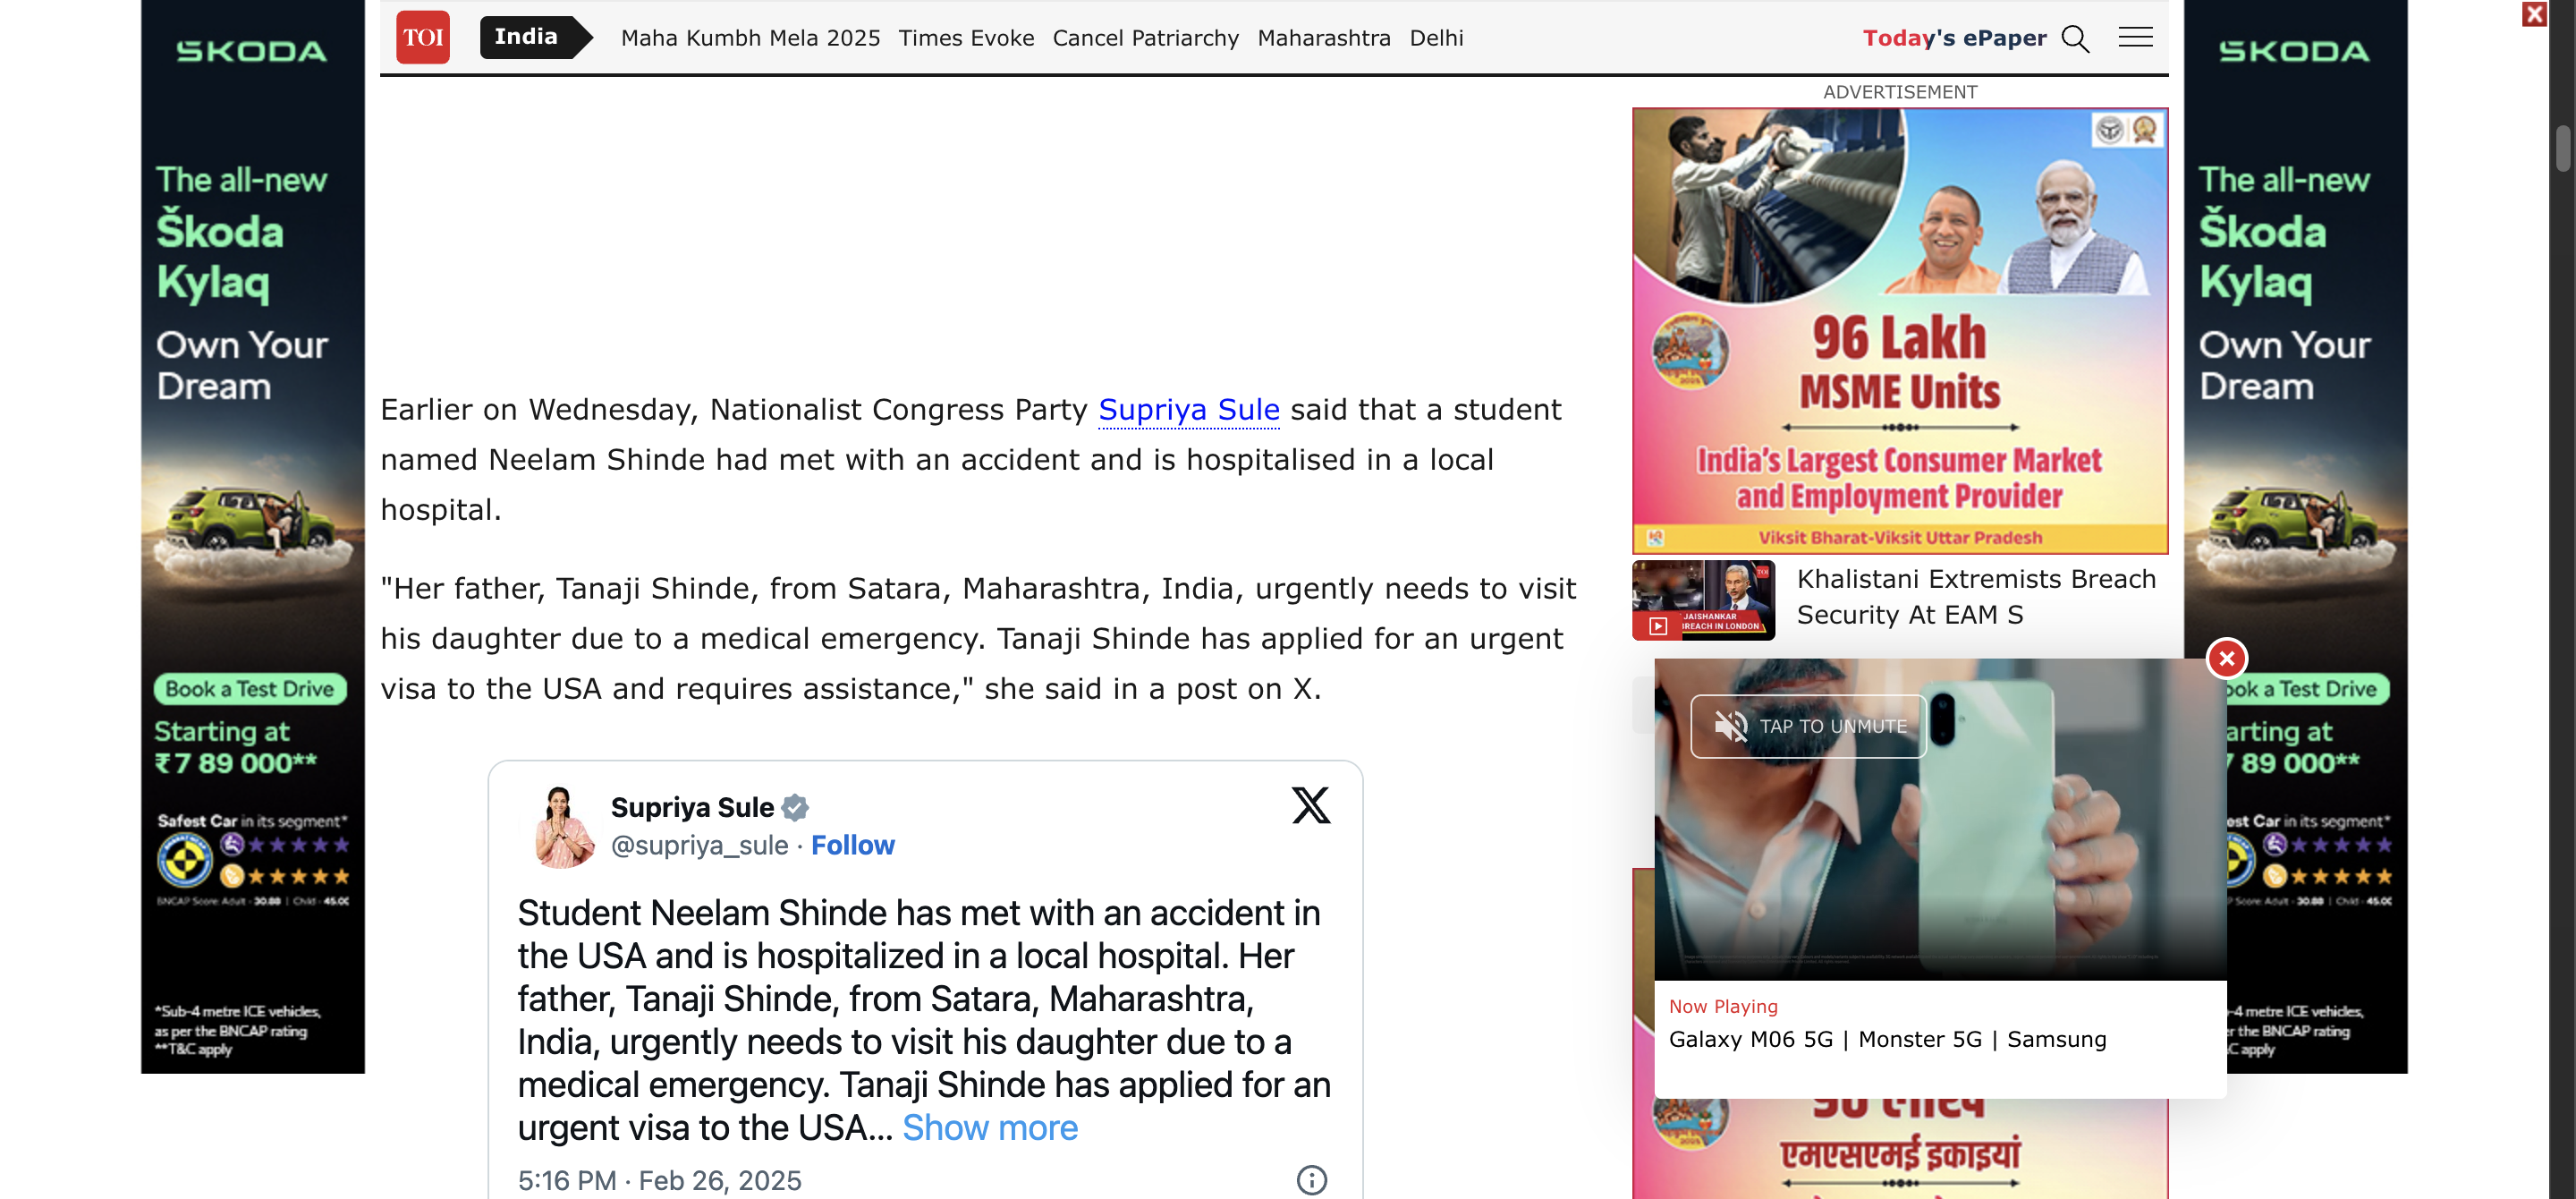 SKODA
The all-new
Škoda
Kylaq
Own Your
Dream
Book a Test Drive
Starting at
₹7 89 000**
Safest Car in its segment*
BNCAP Score: Adult - 30.88 | Child - 45.00
*Sub-4 metre ICE vehicles,
as per the BNCAP rating
**T&C apply
TOI
India
Maha Kumbh Mela 2025 Times Evoke Cancel Patriarchy Maharashtra Delhi
Today's ePaper
Earlier on Wednesday, Nationalist Congress Party Supriya Sule said that a student
named Neelam Shinde had met with an accident and is hospitalised in a local
hospital.
"Her father, Tanaji Shinde, from Satara, Maharashtra, India, urgently needs to visit
his daughter due to a medical emergency. Tanaji Shinde has applied for an urgent
visa to the USA and requires assistance," she said in a post on X.
Supriya Sule
@supriya_sule · Follow
Student Neelam Shinde has met with an accident in
the USA and is hospitalized in a local hospital. Her
father, Tanaji Shinde, from Satara, Maharashtra,
India, urgently needs to visit his daughter due to a
medical emergency. Tanaji Shinde has applied for an
urgent visa to the USA... Show more
5:16 PM · Feb 26, 2025
ADVERTISEMENT
96 Lakh
MSME Units
India's Largest Consumer Market
and Employment Provider
Viksit Bharat-Viksit Uttar Pradesh
TOI
JAISHANKAR
BREACH IN LONDON
Khalistani Extremists Breach
Security At EAM S
TAP TO UNMUTE
Now Playing
Galaxy M06 5G | Monster 5G | Samsung
96 लाख
एमएसएमई इकाइयां
SKODA
The all-new
Škoda
Kylaq
Own Your
Dream
ook a Test Drive
arting at
7 89 000**
est Car in its segment*
Score: Adult - 30.88 | Child - 45.00
-4 metre ICE vehicles,
er the BNCAP rating
C apply